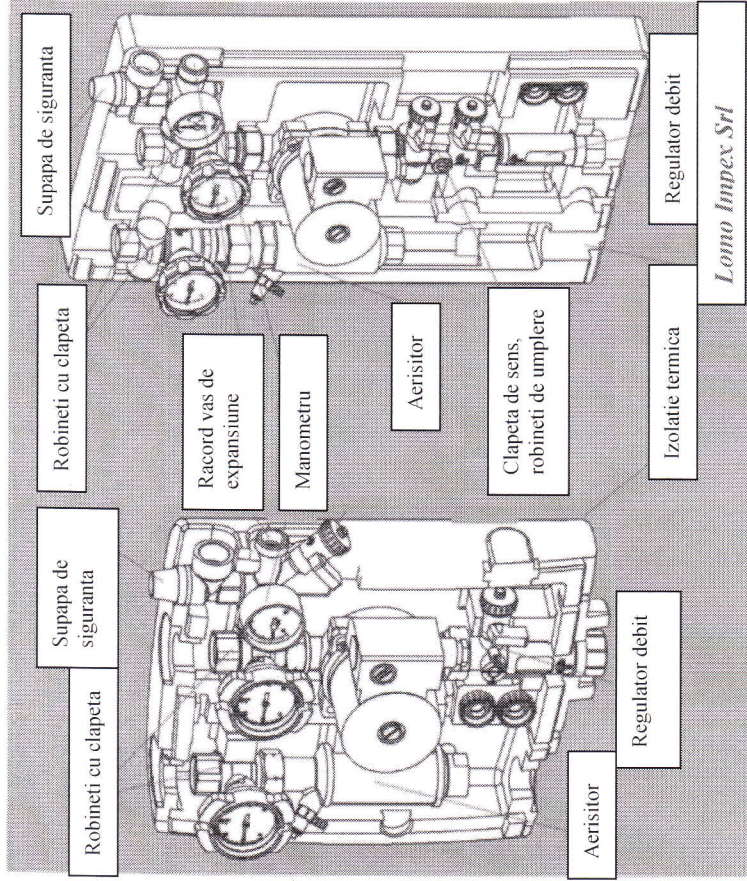 Robineti cu clapeta
Supapa de
siguranta
Aerisitor
Regulator debit
Robineti cu clapeta
Supapa de siguranta
Racord vas de
expansiune
Manometru
Aerisitor
Clapeta de sens,
robineti de umplere
Izolatie termica
Regulator debit
Lomo Impex Srl